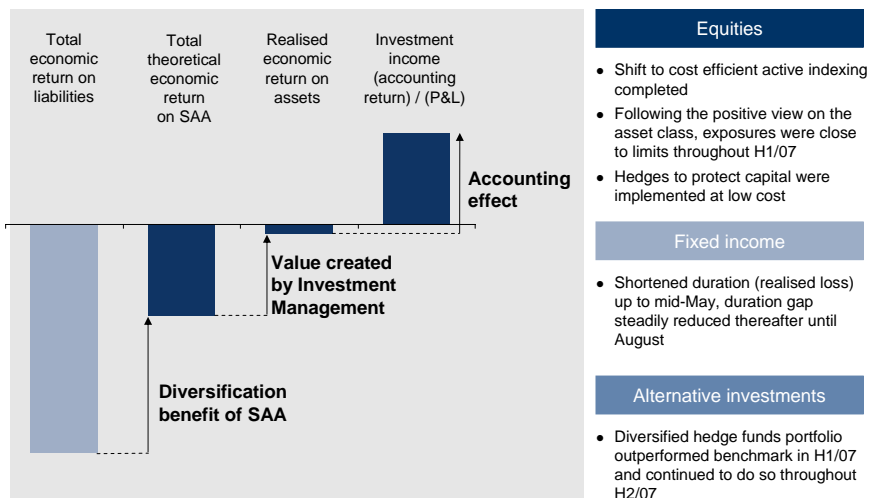 Total
economic
return on
liabilities
Total
theoretical
economic
return
on SAA
Realised
economic
return on
assets
Investment
income
(accounting
return) / (P&L)
Accounting
effect
Value created
by Investment
Management
Diversification
benefit of SAA
Equities
● Shift to cost efficient active indexing
completed
● Following the positive view on the
asset class, exposures were close
to limits throughout H1/07
● Hedges to protect capital were
implemented at low cost
Fixed income
● Shortened duration (realised loss)
up to mid-May, duration gap
steadily reduced thereafter until
August
Alternative investments
● Diversified hedge funds portfolio
outperformed benchmark in H1/07
and continued to do so throughout
H2/07